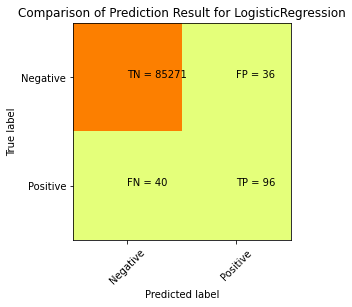 Comparison of Prediction Result for LogisticRegression
Negative
TN = 85271
FP = 36
True label
Positive
FN = 40
TP = 96
Negative
Positive
Predicted label